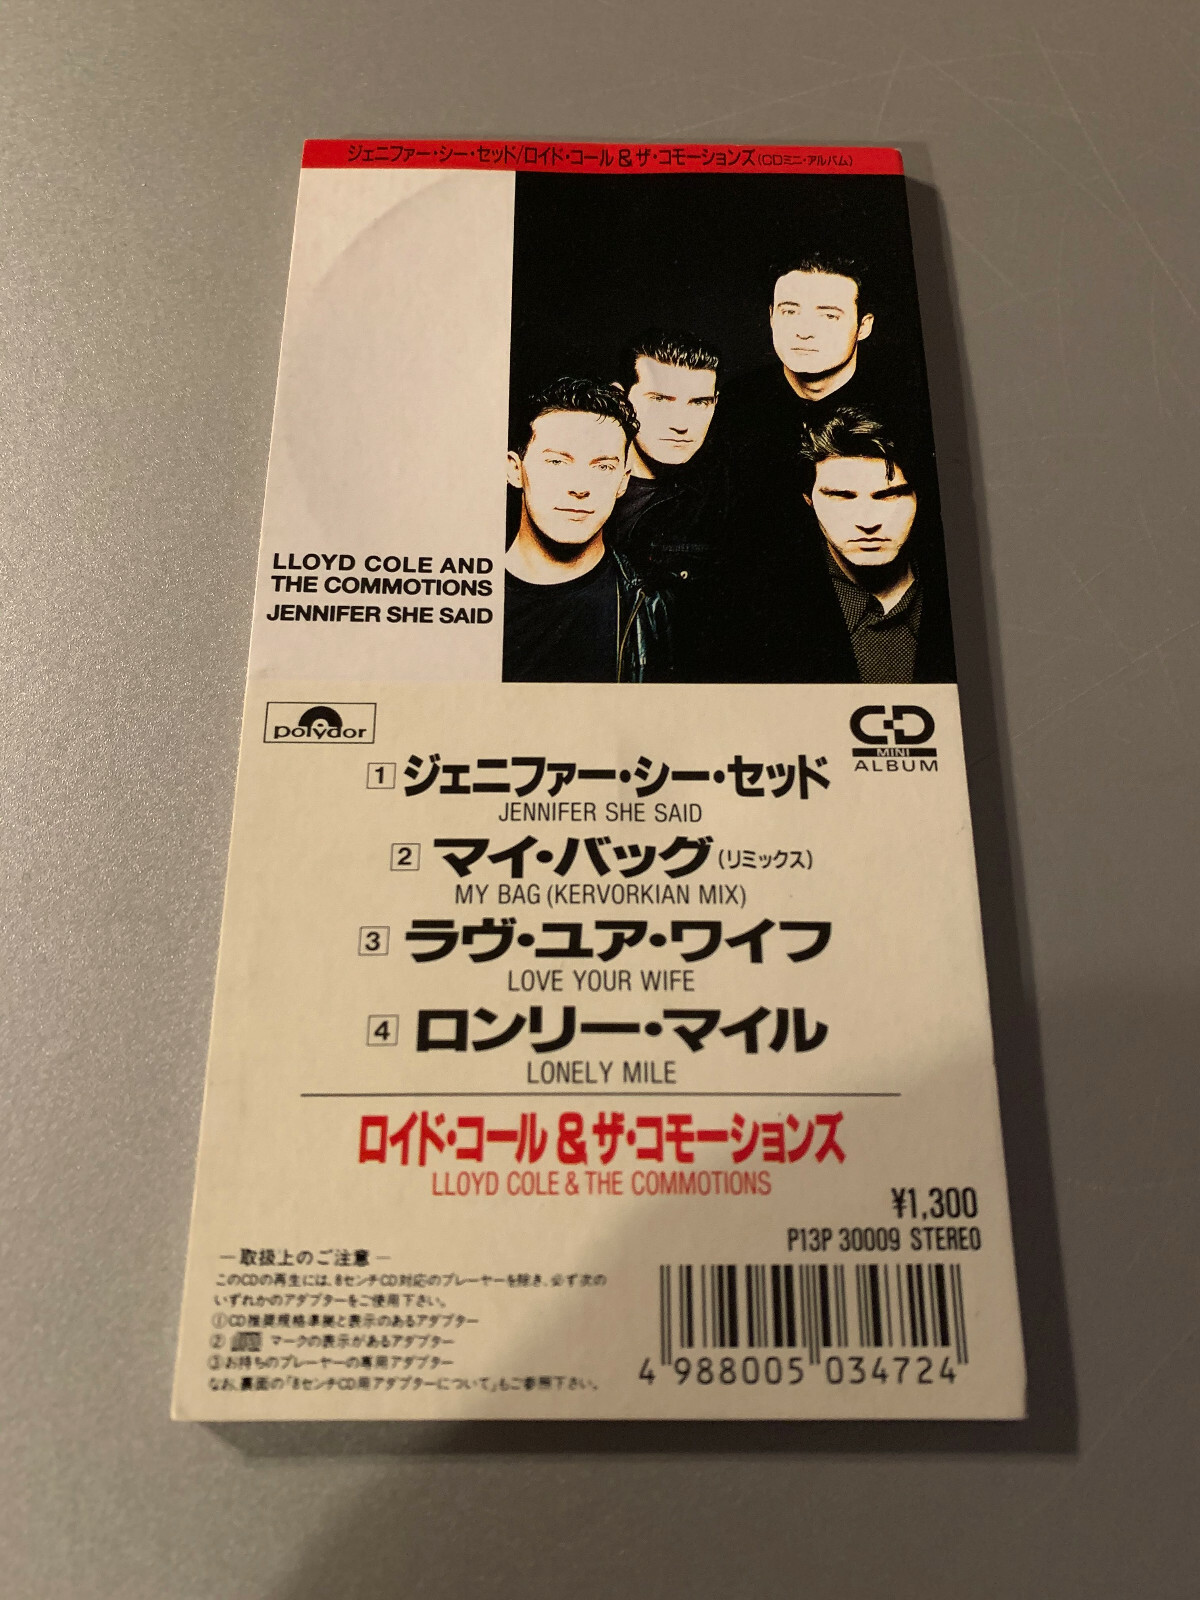 ジェニファー・シー・セッド/ロイド・コール&ザ・コモーションズ(CDミニ・アルバム)
LLOYD COLE AND
THE COMMOTIONS
JENNIFER SHE SAID
polydor
CD
MINI
ALBUM
1 ジェニファー・シー・セッド
JENNIFER SHE SAID
2 マイ・バッグ(リミックス)
MY BAG (KERVORKIAN MIX)
3 ラヴ・ユア・ワイフ
LOVE YOUR WIFE
4 ロンリー・マイル
LONELY MILE
ロイド・コール&ザ・コモーションズ
LLOYD COLE & THE COMMOTIONS
¥1,300
P13P 30009 STEREO
—取扱上のご注意—
このCDの再生には、8センチCD対応のプレーヤーを除き、必ず次の
いずれかのアダプターをご使用下さい。
①CD推奨規格準拠と表示のあるアダプター
② マークの表示があるアダプター
③お持ちのプレーヤーの専用アダプター
なお、裏面の「8センチCD用アダプターについて」もご参照下さい。
4 988005 034724